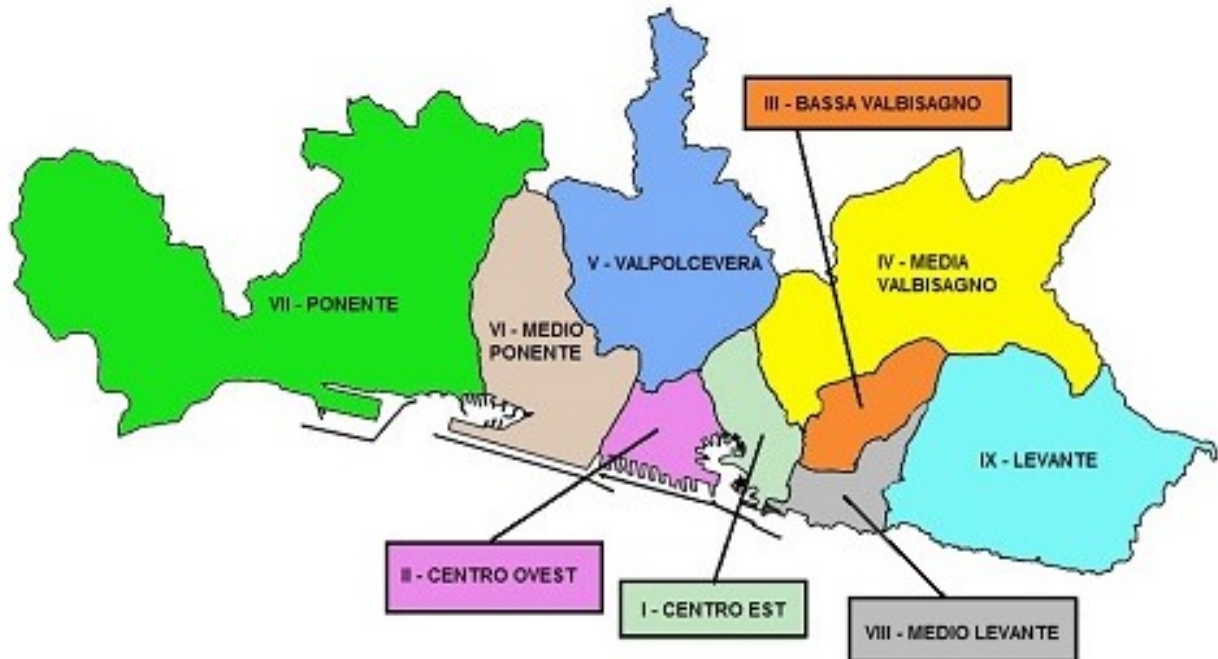 III - BASSA VALBISAGNO
V - VALPOLCEVERA
IV - MEDIA
VALBISAGNO
VII - PONENTE
VI - MEDIO
PONENTE
IX - LEVANTE
II - CENTRO OVEST
I - CENTRO EST
VIII - MEDIO LEVANTE